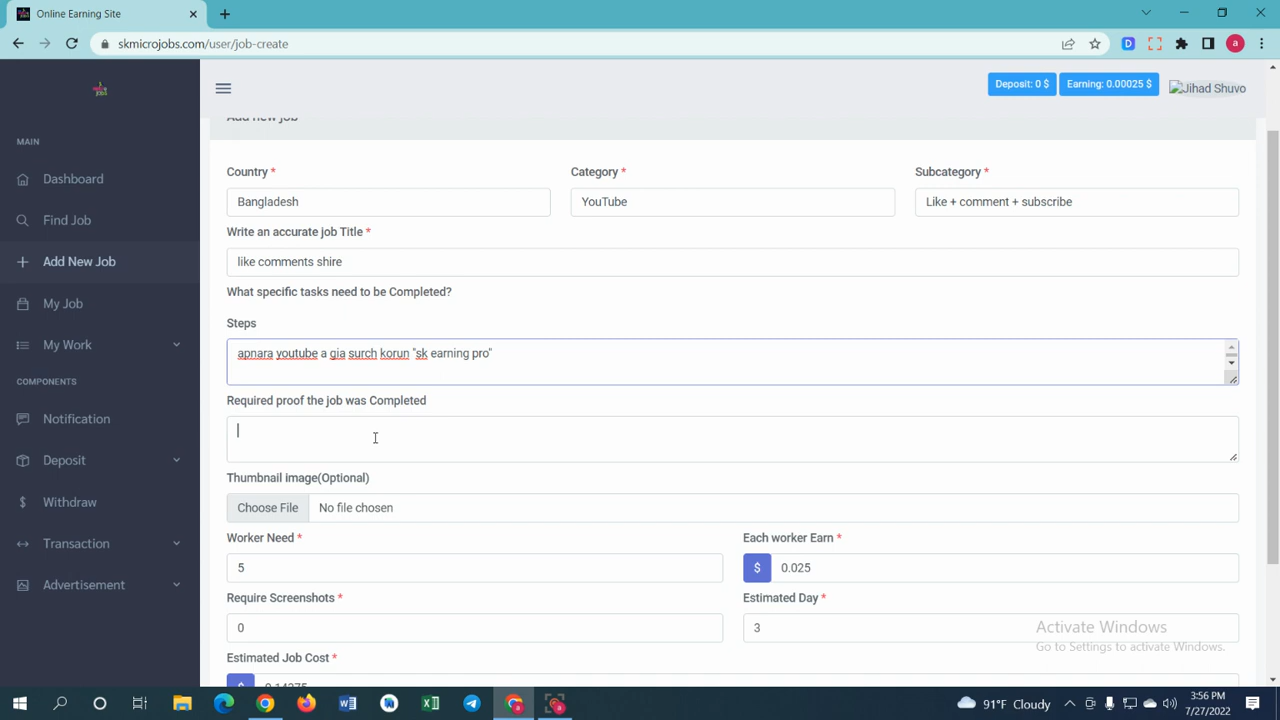 Online Earning Site
skmicrojobs.com/user/job-create
a
Deposit: 0 $
Earning: 0.00025 $
Jihad Shuvo
MAIN
Dashboard
Find Job
Add New Job
My Job
My Work
COMPONENTS
Notification
Deposit
Withdraw
Transaction
Advertisement
Add new job
Country *
Category *
Subcategory *
Bangladesh
YouTube
Like + comment + subscribe
Write an accurate job Title *
like comments shire
What specific tasks need to be Completed?
Steps
apnara youtube a gia surch korun "sk earning pro"
Required proof the job was Completed
Thumbnail image(Optional)
Choose File
No file chosen
Worker Need *
Each worker Earn *
5
$ 0.025
Require Screenshots *
Estimated Day *
0
3
Activate Windows
Go to Settings to activate Windows.
Estimated Job Cost *
$ 0.14375
91°F Cloudy
3:56 PM
7/27/2022